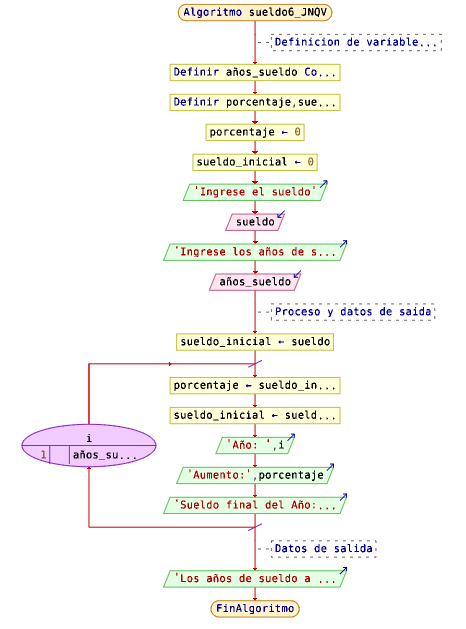 Algoritmo sueldo6_JNQV
Definicion de variable...
Definir años_sueldo Co...
Definir porcentaje,sue...
porcentaje ← 0
sueldo_inicial ← 0
'Ingrese el sueldo'
sueldo
'Ingrese los años de s...
años_sueldo
Proceso y datos de saida
sueldo_inicial ← sueldo
porcentaje ← sueldo_in...
sueldo_inicial ← sueld...
i
1 años_su...
'Año: ',i
'Aumento:',porcentaje
'Sueldo final del Año:...
Datos de salida
'Los años de sueldo a ...
FinAlgoritmo